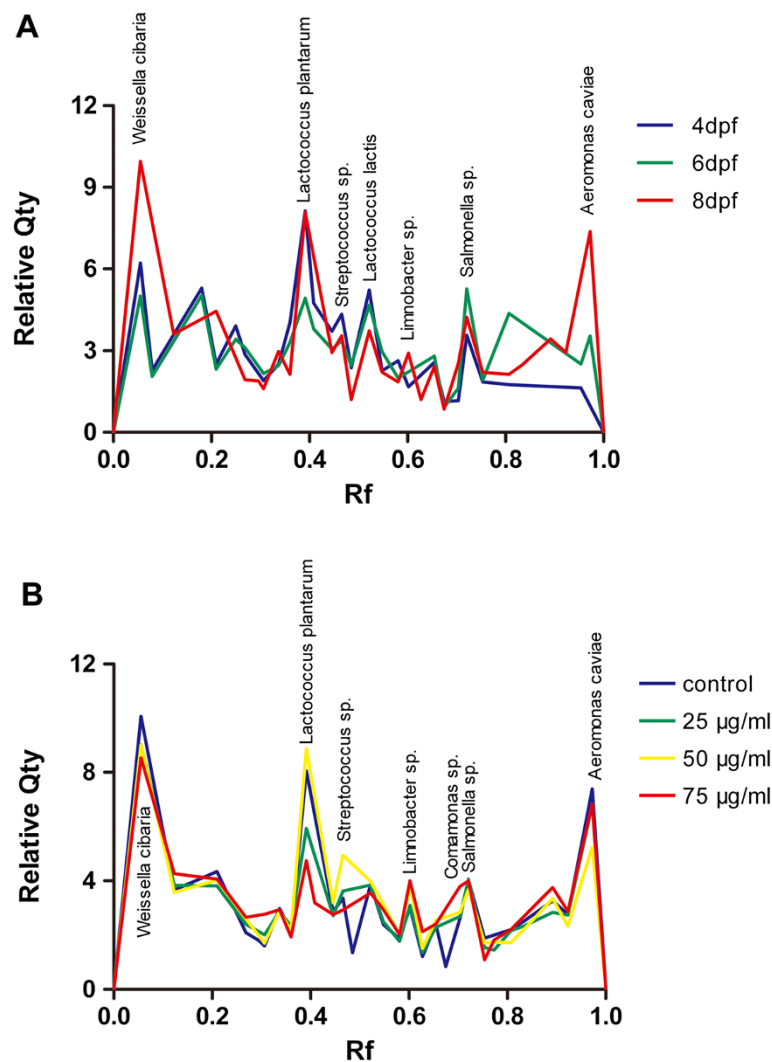 A
Weissella cibaria
Lactococcus plantarum
Streptococcus sp.
Lactococcus lactis
Limnobacter sp.
Salmonella sp.
Aeromonas caviae
12
9
6
3
0
Relative Qty
0.0 0.2 0.4 0.6 0.8 1.0
Rf
4dpf
6dpf
8dpf
B
Weissella cibaria
Lactococcus plantarum
Streptococcus sp.
Limnobacter sp.
Comamonas sp.
Salmonella sp.
Aeromonas caviae
12
8
4
0
Relative Qty
0.0 0.2 0.4 0.6 0.8 1.0
Rf
control
25 µg/ml
50 µg/ml
75 µg/ml